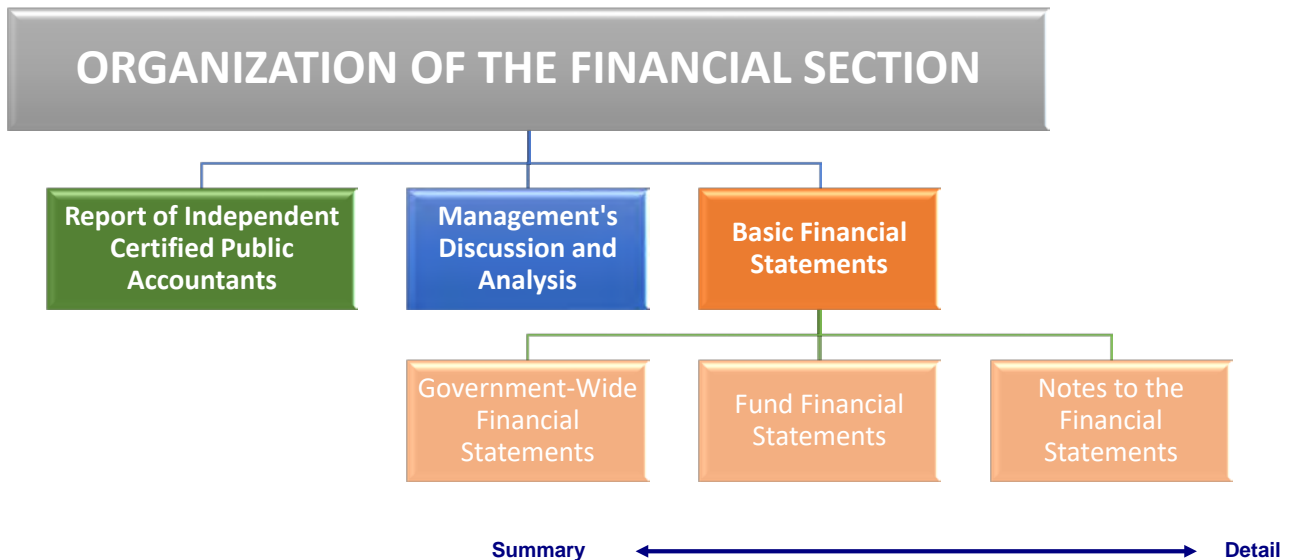 ORGANIZATION OF THE FINANCIAL SECTION
Report of Independent
Certified Public
Accountants
Management's
Discussion and
Analysis
Basic Financial
Statements
Government-Wide
Financial
Statements
Fund Financial
Statements
Notes to the
Financial
Statements
Summary
Detail